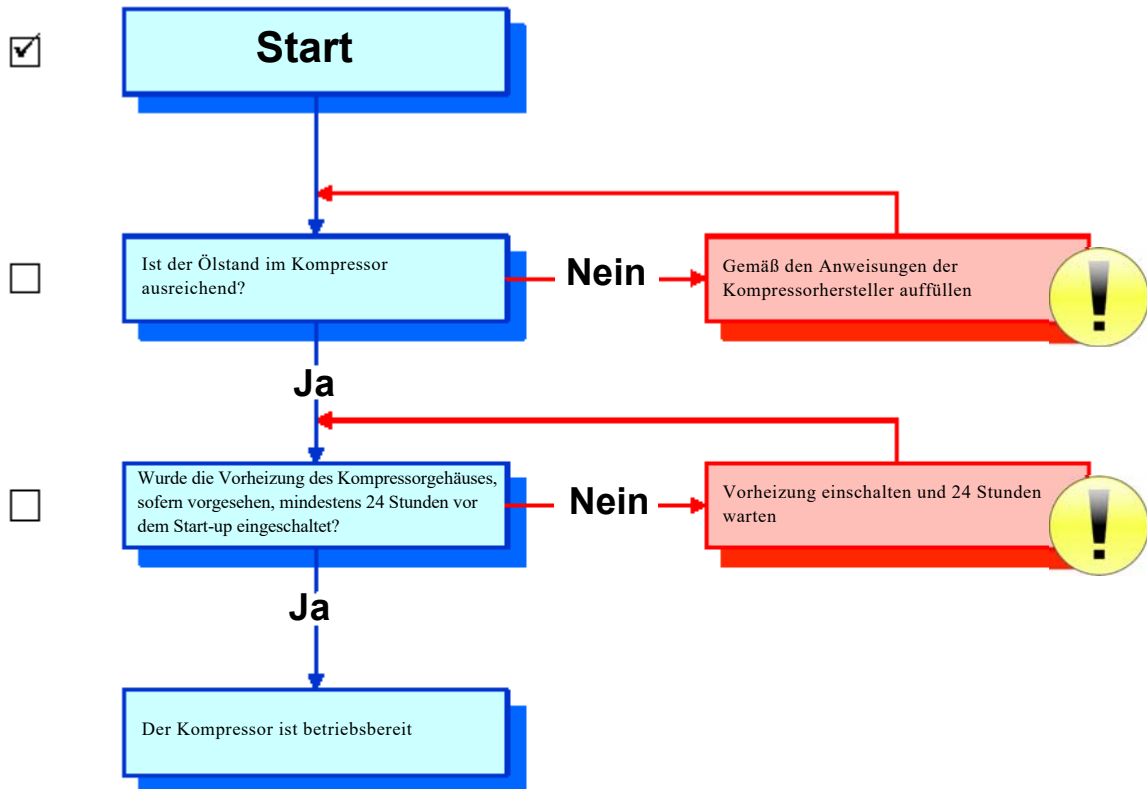 Start
Ist der Ölstand im Kompressor
ausreichend?
Nein
Gemäß den Anweisungen der
Kompressorhersteller auffüllen
Ja
Wurde die Vorheizung des Kompressorgehäuses,
sofern vorgesehen, mindestens 24 Stunden vor
dem Start-up eingeschaltet?
Nein
Vorheizung einschalten und 24 Stunden
warten
Ja
Der Kompressor ist betriebsbereit